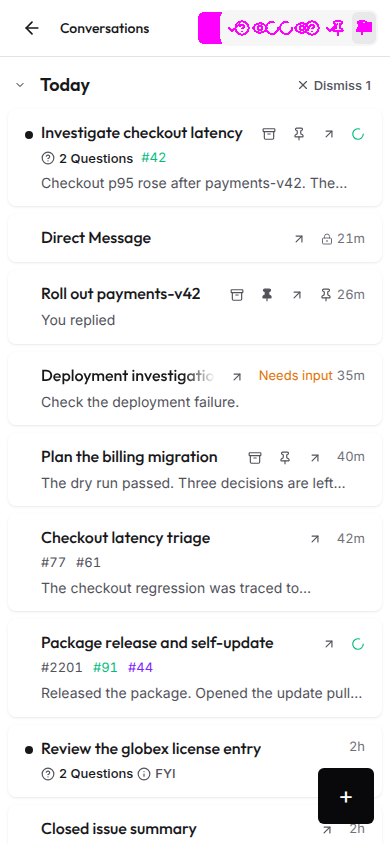 Conversations
Today
Dismiss 1
Investigate checkout latency
2 Questions #42
Checkout p95 rose after payments-v42. The...
Direct Message
21m
Roll out payments-v42
26m
You replied
Deployment investigatio
Needs input 35m
Check the deployment failure.
Plan the billing migration
40m
The dry run passed. Three decisions are left...
Checkout latency triage
42m
#77 #61
The checkout regression was traced to...
Package release and self-update
#2201 #91 #44
Released the package. Opened the update pull...
Review the globex license entry
2h
2 Questions FYI
+
Closed issue summary
2h